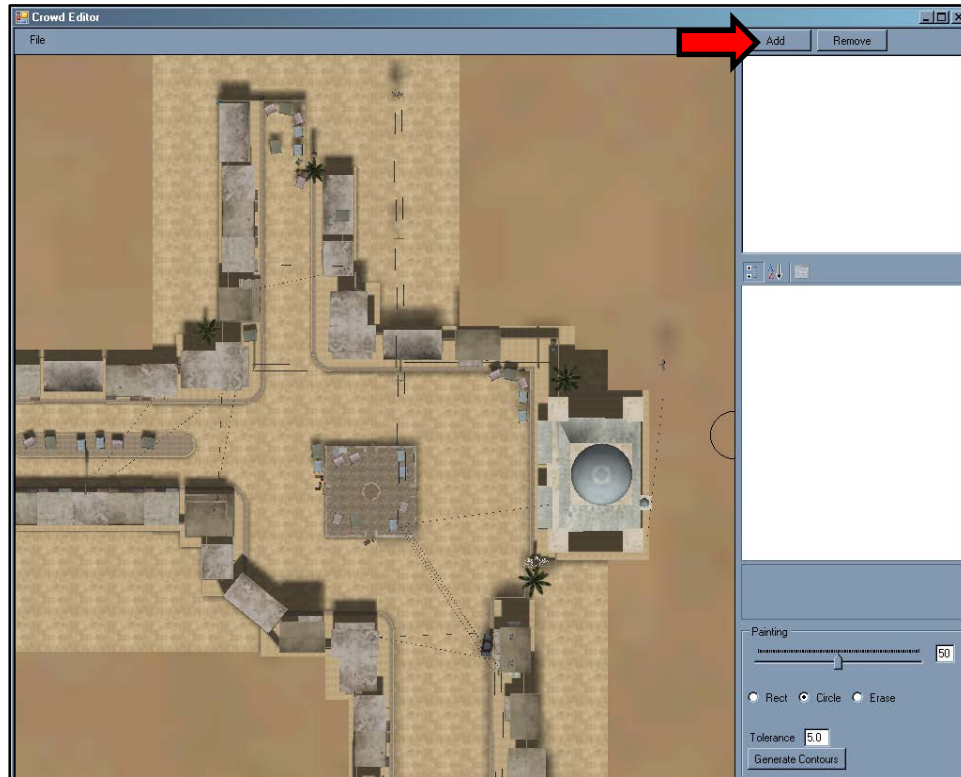 Crowd Editor
File
Add Remove
Painting
50
Rect Circle Erase
Tolerance 5.0
Generate Contours